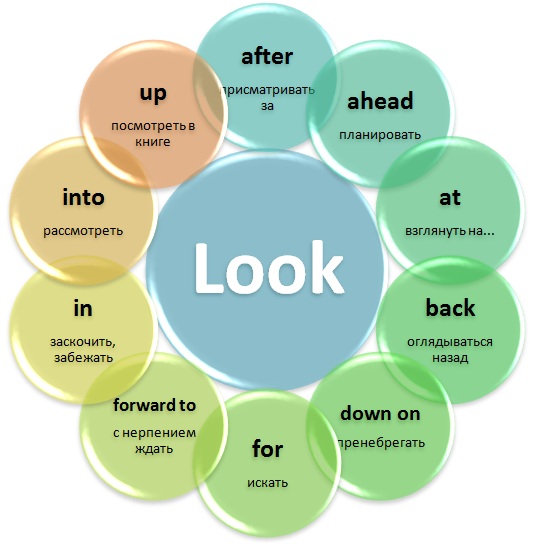 after
присматривать
за
ahead
планировать
at
взглянуть на...
back
оглядываться
назад
down on
пренебрегать
for
искать
forward to
с нерпением
ждать
in
заскочить,
забежать
into
рассмотреть
up
посмотреть в
книге
Look